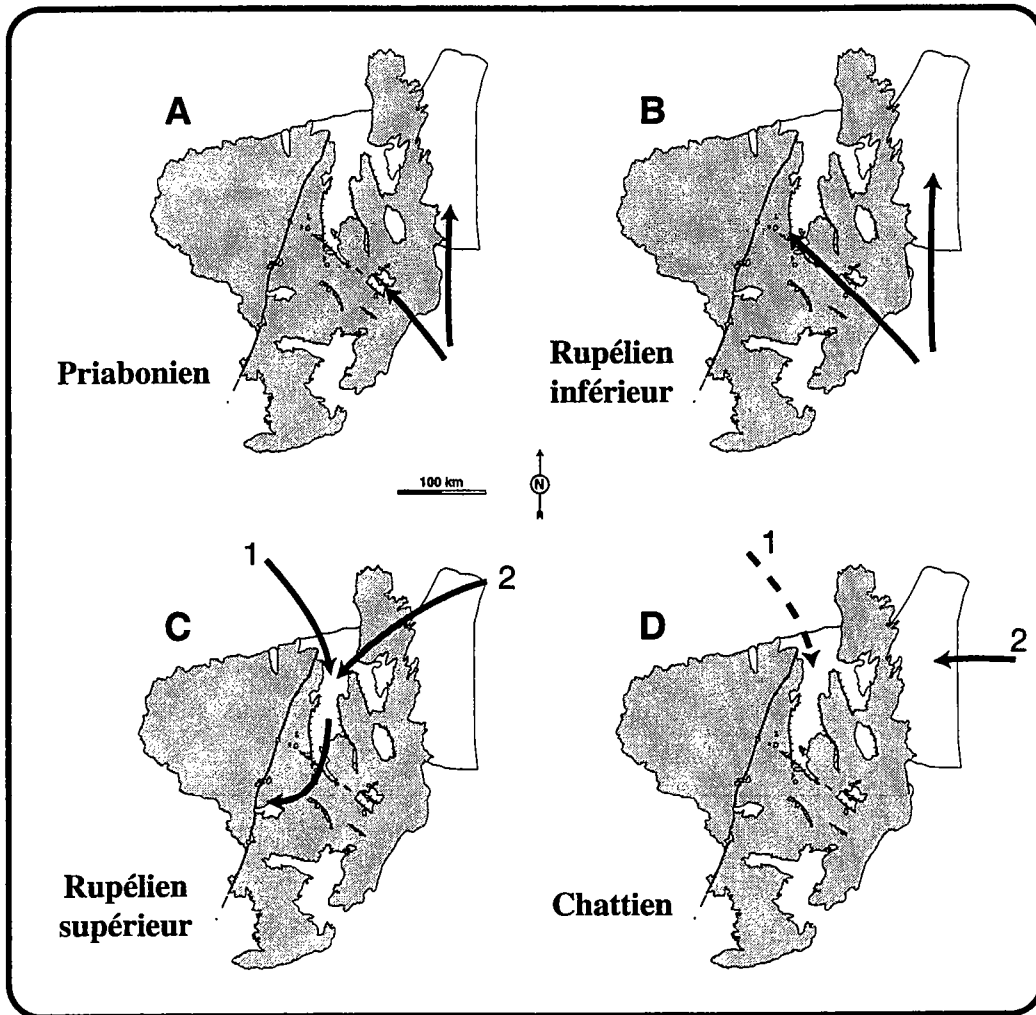 A
B
Priabonien
Rupélien
inférieur
100 km
N
1
2
C
Rupélien
supérieur
1
2
D
Chattien